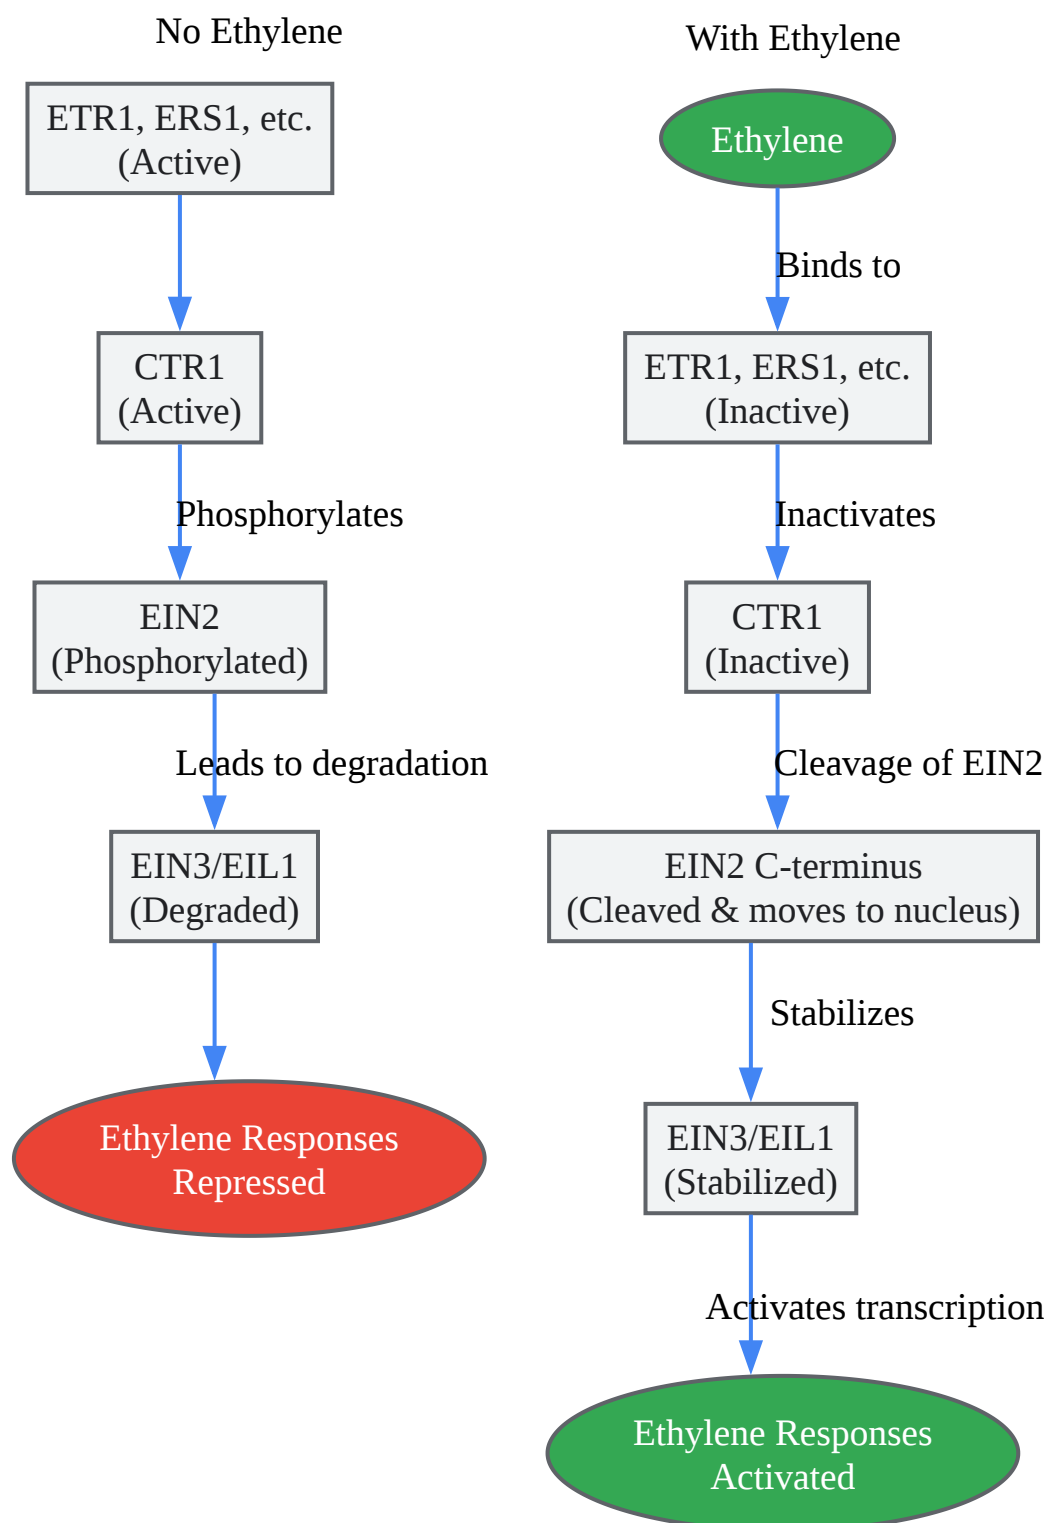 No Ethylene
ETR1, ERS1, etc.
(Active)
CTR1
(Active)
Phosphorylates
EIN2
(Phosphorylated)
Leads to degradation
EIN3/EIL1
(Degraded)
Ethylene Responses
Repressed
With Ethylene
Ethylene
Binds to
ETR1, ERS1, etc.
(Inactive)
Inactivates
CTR1
(Inactive)
Cleavage of EIN2
EIN2 C-terminus
(Cleaved & moves to nucleus)
Stabilizes
EIN3/EIL1
(Stabilized)
Activates transcription
Ethylene Responses
Activated